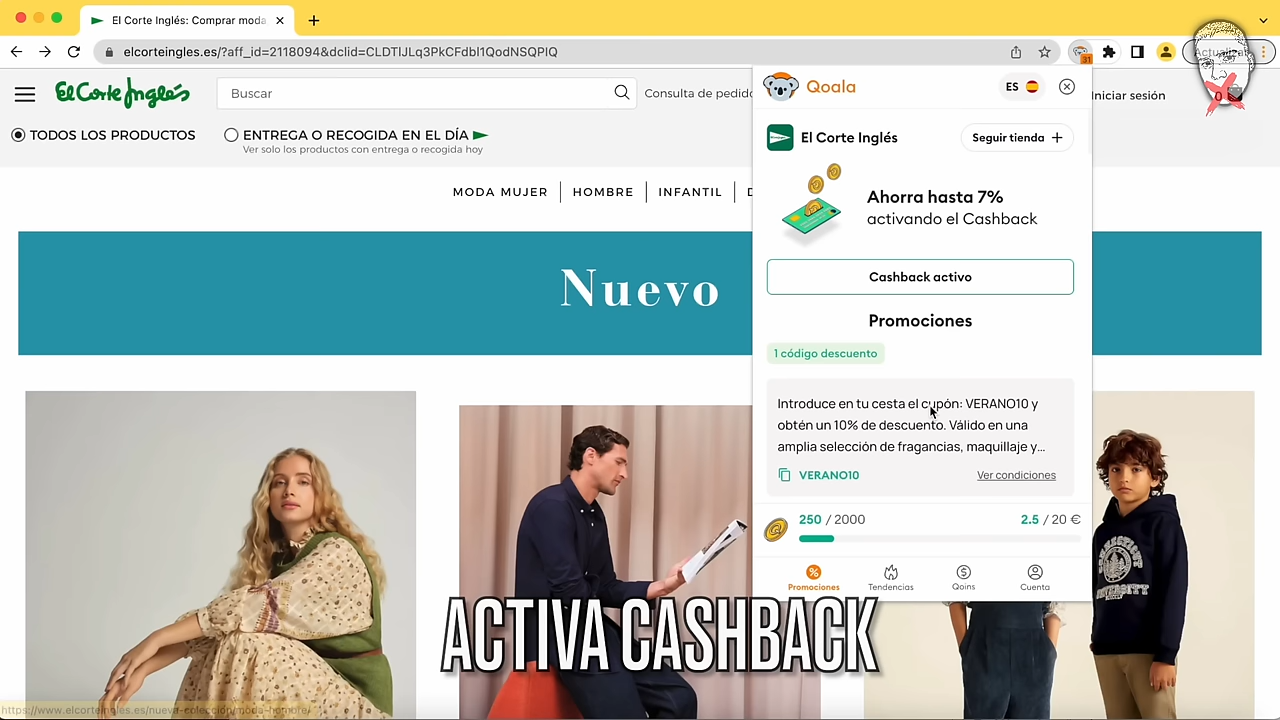 El Corte Inglés: Comprar moda
elcorteingles.es/?aff_id=2118094&dclid=CLDTlJLq3PkCFdbl1QodNSQPIQ
31
El Corte Inglés
Buscar
Consulta de pedido
Iniciar sesión
0
TODOS LOS PRODUCTOS
ENTREGA O RECOGIDA EN EL DÍA
Ver solo los productos con entrega o recogida hoy
MODA MUJER
HOMBRE
INFANTIL
D
Nuevo
Qoala
ES
El Corte Inglés
Seguir tienda +
Ahorra hasta 7%
activando el Cashback
Cashback activo
Promociones
1 código descuento
Introduce en tu cesta el cupón: VERANO10 y
obtén un 10% de descuento. Válido en una
amplia selección de fragancias, maquillaje y…
VERANO10
Ver condiciones
250 / 2000
2.5 / 20 €
Promociones
Tendencias
Qoins
Cuenta
UNIVERSITY
ACTIVA CASHBACK
https://www.elcorteingles.es/nueva-coleccion/moda-hombre/